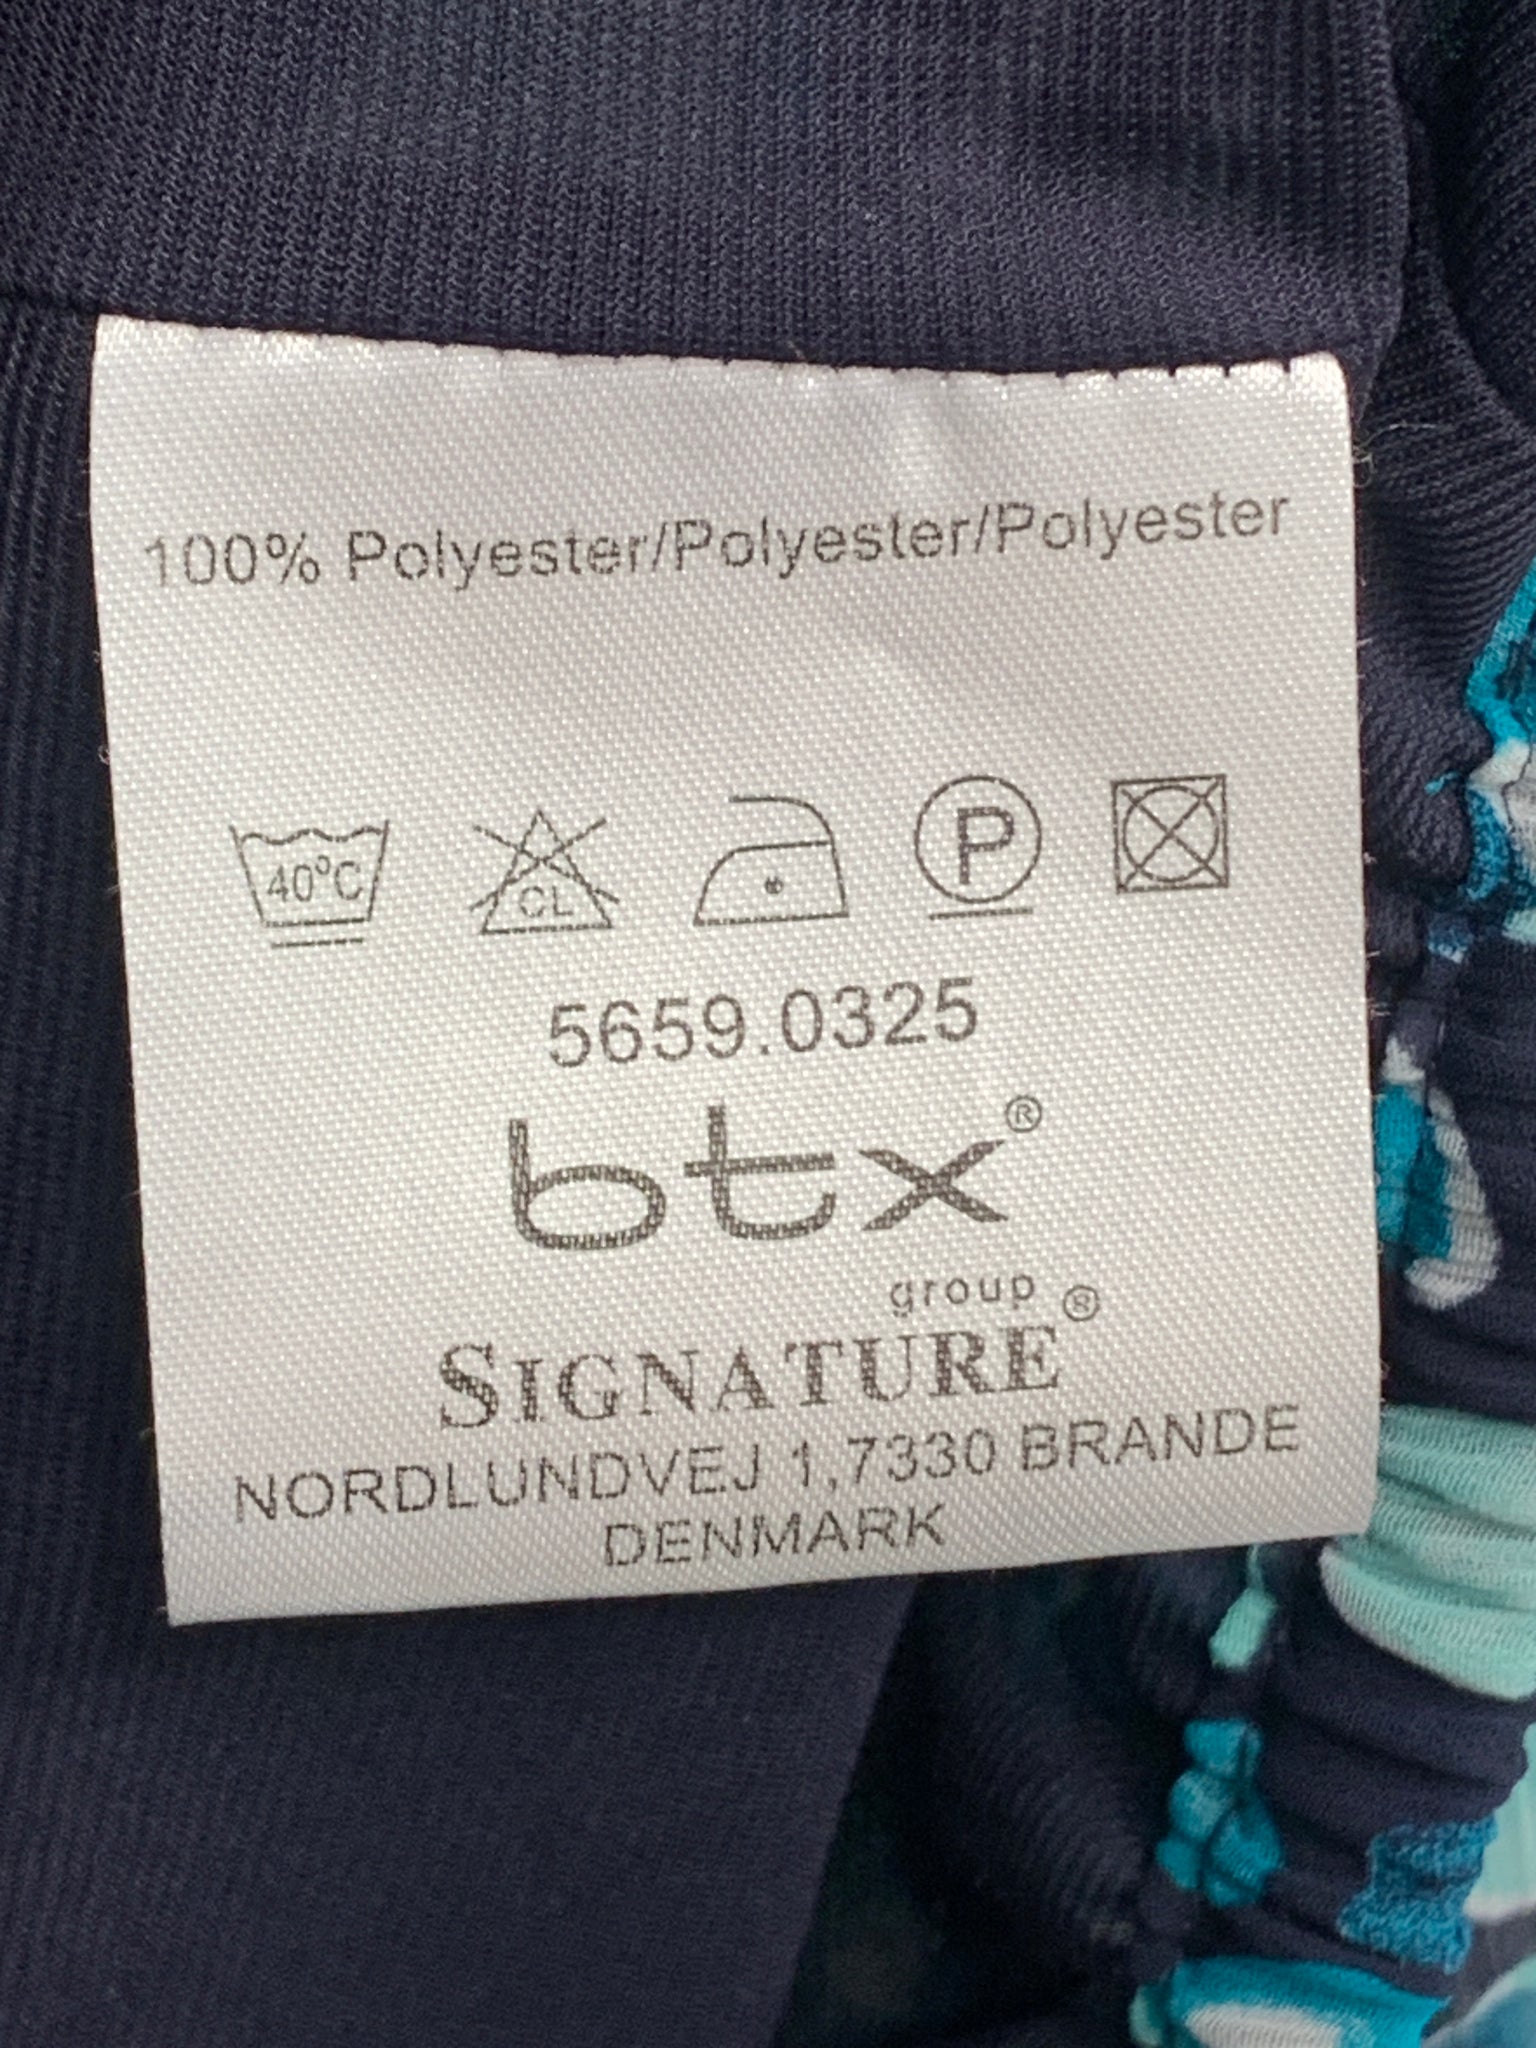 100% Polyester/Polyester/Polyester
40°C CL P
5659.0325
btx®
group
SIGNATURE®
NORDLUNDVEJ 1,7330 BRANDE
DENMARK